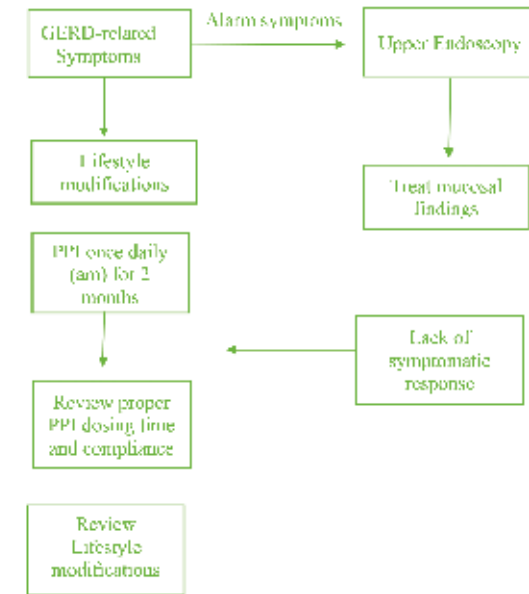 GERD-related
Symptoms
Alarm symptoms
Upper Endoscopy
Lifestyle
modifications
Treat mucosal
findings
PPI once daily
(am) for 2
months
Lack of
symptomatic
response
Review proper
PPI dosing time
and compliance
Review
Lifestyle
modifications